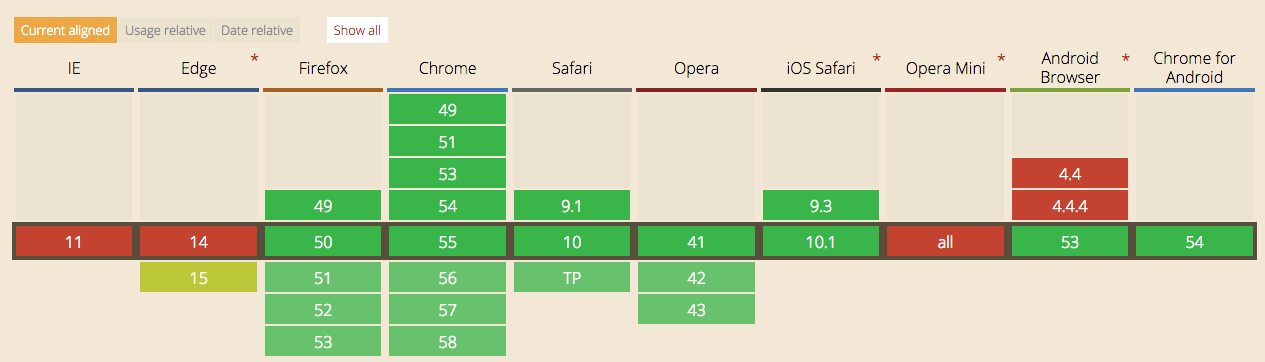 Current aligned Usage relative Date relative Show all
IE Edge * Firefox Chrome Safari Opera iOS Safari * Opera Mini * Android Browser * Chrome for Android
49
51
53 4.4
49 54 9.1 9.3 4.4.4
11 14 50 55 10 41 10.1 all 53 54
15 51 56 TP 42
52 57 43
53 58